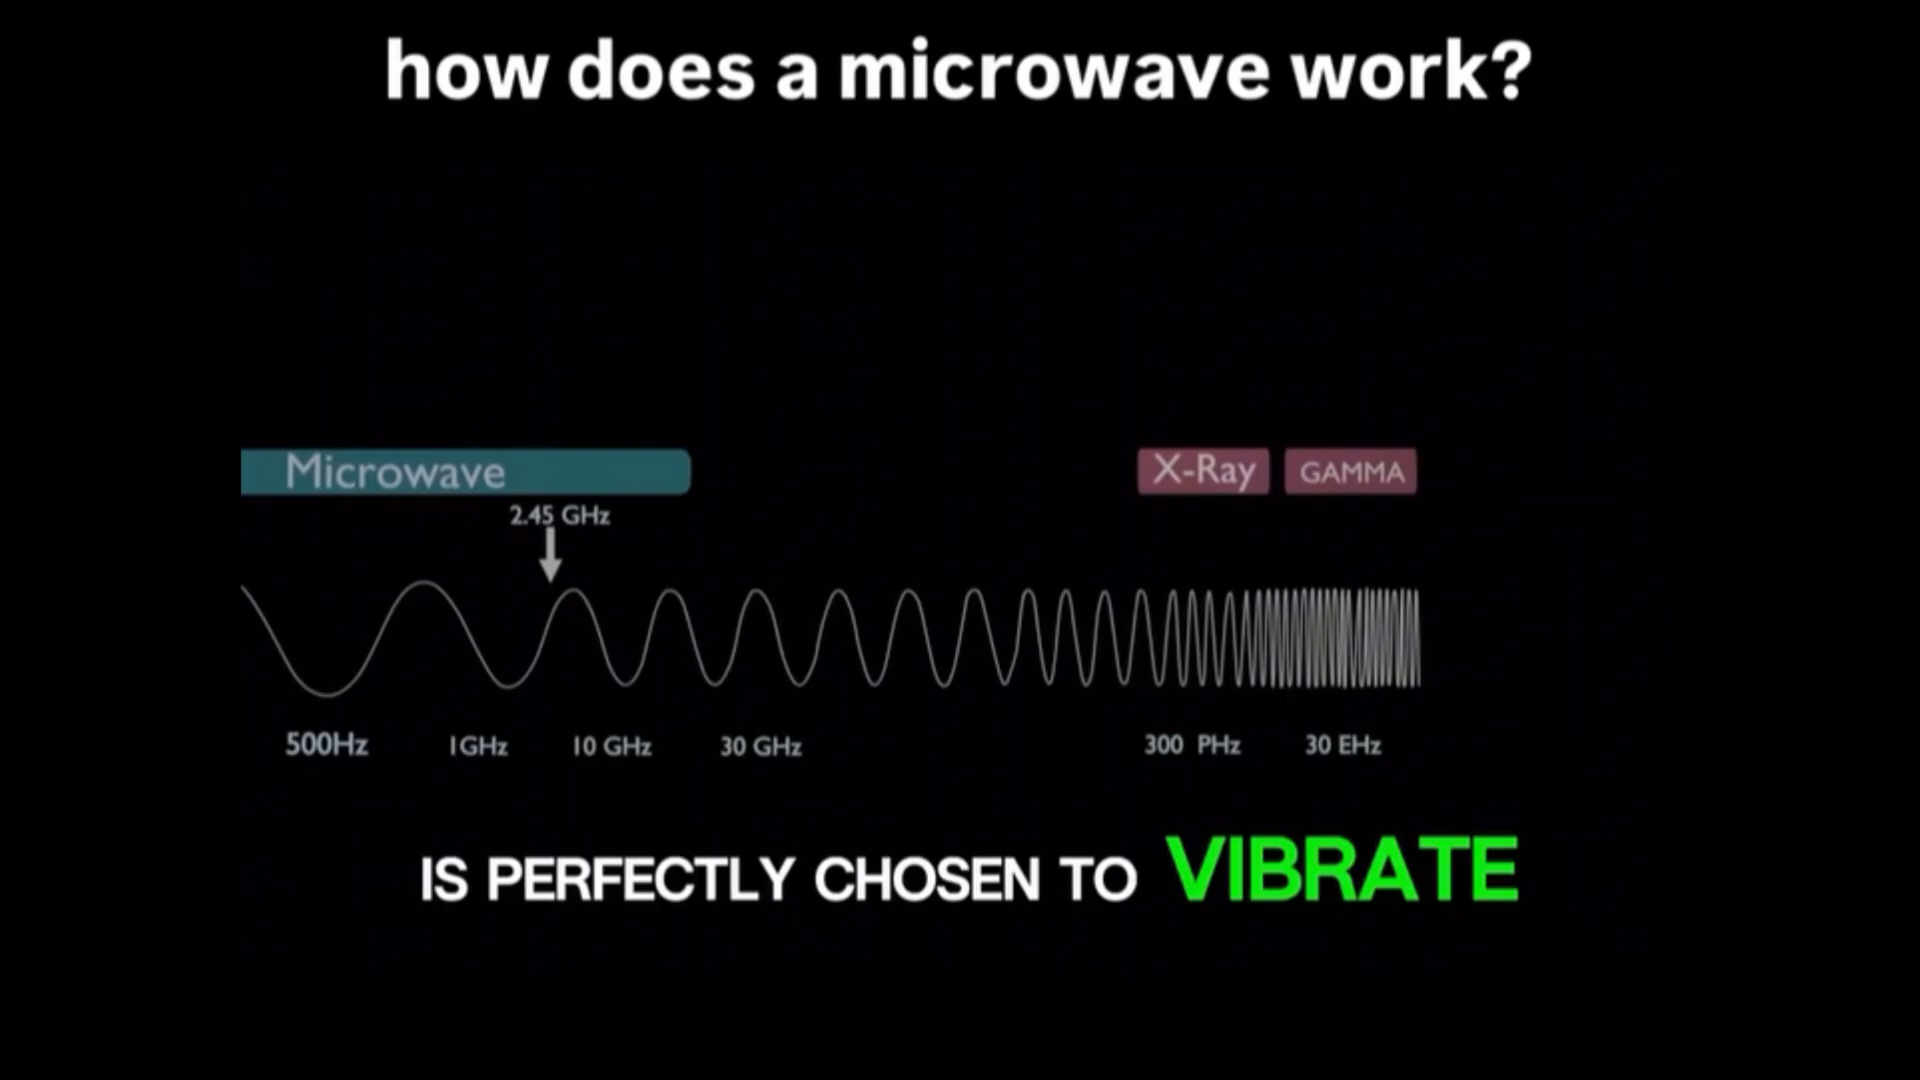 how does a microwave work?
Microwave
X-Ray
GAMMA
2.45 GHz
500Hz
1GHz
10 GHz
30 GHz
300 PHz
30 EHz
IS PERFECTLY CHOSEN TO VIBRATE